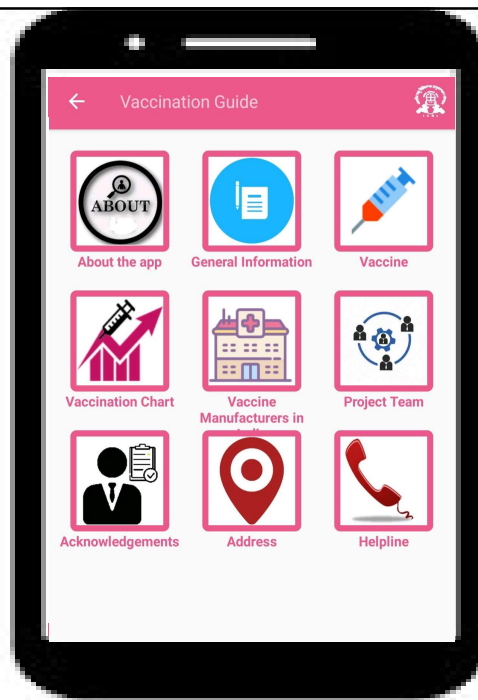 Vaccination Guide
ABOUT
About the app
General Information
Vaccine
Vaccination Chart
Vaccine
Manufacturers in
Project Team
Acknowledgements
Address
Helpline